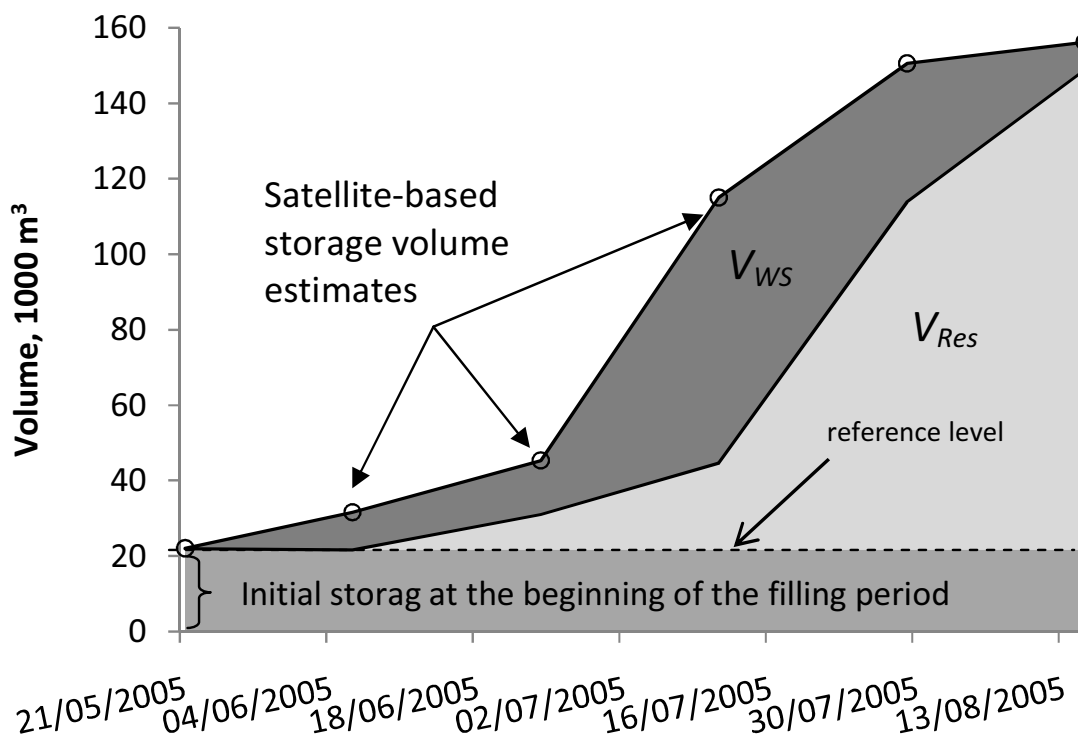 Volume, 1000 m³
160
140
120
100
80
60
40
20
0
Satellite-based
storage volume
estimates
V_WS
V_Res
reference level
Initial storag at the beginning of the filling period
21/05/2005
04/06/2005
18/06/2005
02/07/2005
16/07/2005
30/07/2005
13/08/2005